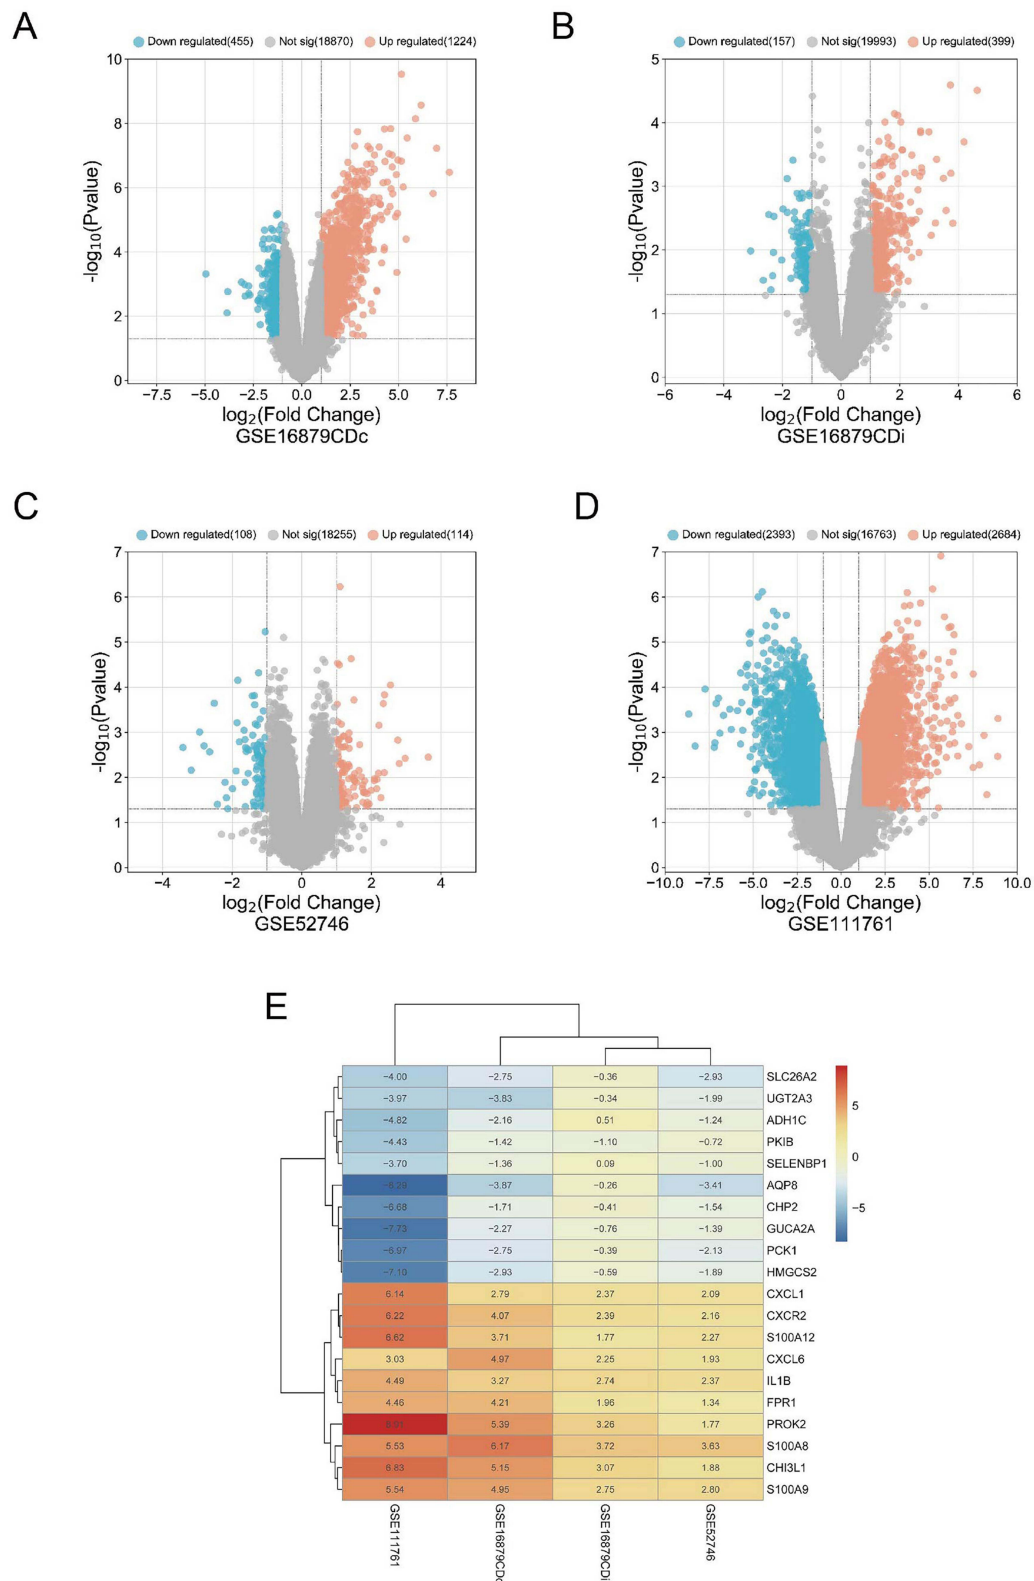 A
Down regulated(455) Not sig(18870) Up regulated(1224)
10
8
6
4
2
0
-log10(Pvalue)
−7.5 −5.0 −2.5 0.0 2.5 5.0 7.5
log2(Fold Change)
GSE16879CDc
B
Down regulated(157) Not sig(19993) Up regulated(399)
5
4
3
2
1
0
-log10(Pvalue)
−6 −4 −2 0 2 4 6
log2(Fold Change)
GSE16879CDi
C
Down regulated(108) Not sig(18255) Up regulated(114)
7
6
5
4
3
2
1
0
-log10(Pvalue)
−4 −2 0 2 4
log2(Fold Change)
GSE52746
D
Down regulated(2393) Not sig(16763) Up regulated(2684)
7
6
5
4
3
2
1
0
-log10(Pvalue)
−10.0 −7.5 −5.0 −2.5 0.0 2.5 5.0 7.5 10.0
log2(Fold Change)
GSE111761
E
−4.00 −2.75 −0.36 −2.93 SLC26A2
−3.97 −3.83 −0.34 −1.99 UGT2A3
−4.82 −2.16 0.51 −1.24 ADH1C
−4.43 −1.42 −1.10 −0.72 PKIB
−3.70 −1.36 0.09 −1.00 SELENBP1
−3.87 −0.26 −3.41 AQP8
−6.68 −1.71 −0.41 −1.54 CHP2
−7.73 −2.27 −0.76 −1.39 GUCA2A
−6.97 −2.75 −0.39 −2.13 PCK1
−7.10 −2.93 −0.59 −1.89 HMGCS2
6.14 2.79 2.37 2.09 CXCL1
6.22 4.07 2.39 2.16 CXCR2
6.62 3.71 1.77 2.27 S100A12
3.03 4.97 2.25 1.93 CXCL6
4.49 3.27 2.74 2.37 IL1B
4.46 4.21 1.96 1.34 FPR1
5.39 3.26 1.77 PROK2
5.53 6.17 3.72 3.63 S100A8
6.83 5.15 3.07 1.88 CHI3L1
5.54 4.95 2.75 2.80 S100A9
GSE111761
GSE16879CDc
GSE16879CDi
GSE52746
5
0
−5